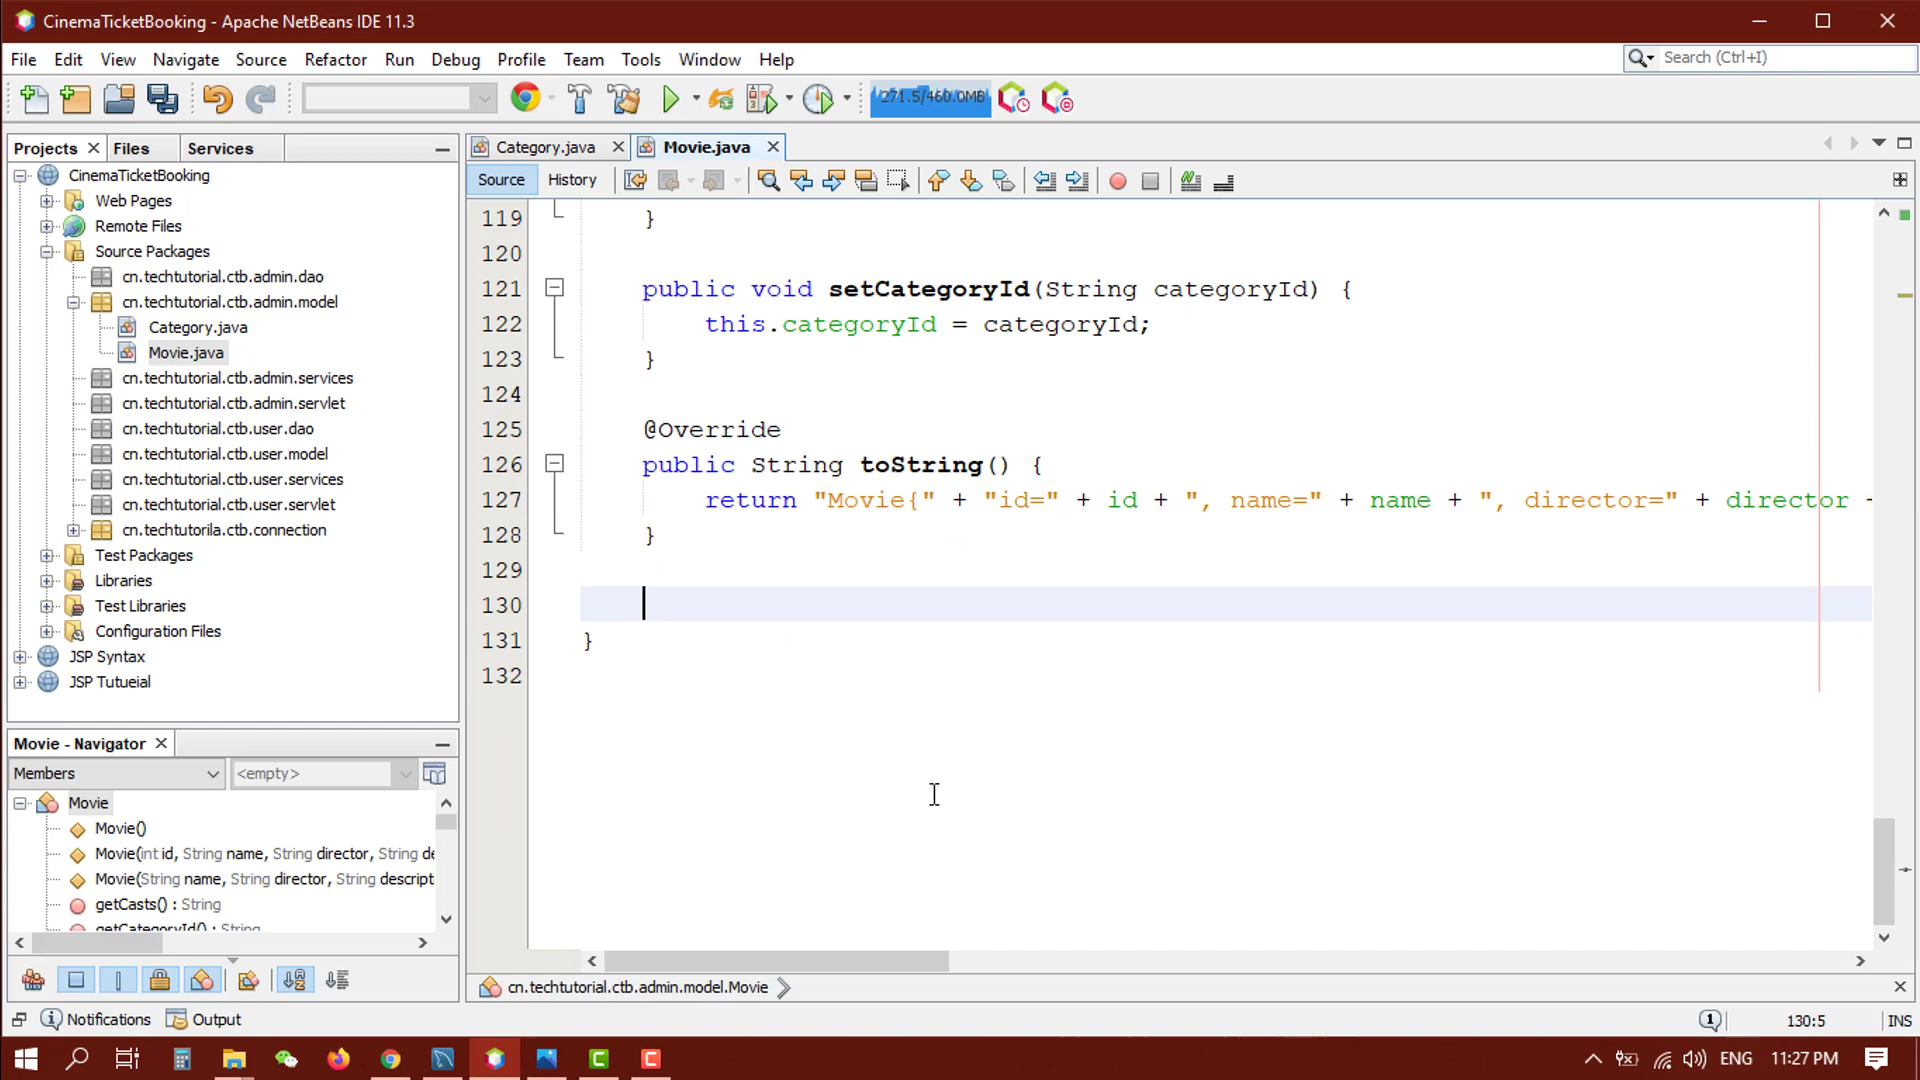 CinemaTicketBooking - Apache NetBeans IDE 11.3
File Edit View Navigate Source Refactor Run Debug Profile Team Tools Window Help
Search (Ctrl+I)
271.5/460.0MB
Projects Files Services
Category.java Movie.java
Source History
CinemaTicketBooking
Web Pages
Remote Files
Source Packages
cn.techtutorial.ctb.admin.dao
cn.techtutorial.ctb.admin.model
Category.java
Movie.java
cn.techtutorial.ctb.admin.services
cn.techtutorial.ctb.admin.servlet
cn.techtutorial.ctb.user.dao
cn.techtutorial.ctb.user.model
cn.techtutorial.ctb.user.services
cn.techtutorial.ctb.user.servlet
cn.techtutorila.ctb.connection
Test Packages
Libraries
Test Libraries
Configuration Files
JSP Syntax
JSP Tutueial
119 }
120
121 public void setCategoryId(String categoryId) {
122 this.categoryId = categoryId;
123 }
124
125 @Override
126 public String toString() {
127 return "Movie{" + "id=" + id + ", name=" + name + ", director=" + director +
128 }
129
130
131 }
132
Movie - Navigator
Members <empty>
Movie
Movie()
Movie(int id, String name, String director, String de
Movie(String name, String director, String descript
getCasts() : String
getCategoryId() : String
cn.techtutorial.ctb.admin.model.Movie
Notifications Output
1 130:5 INS
ENG 11:27 PM